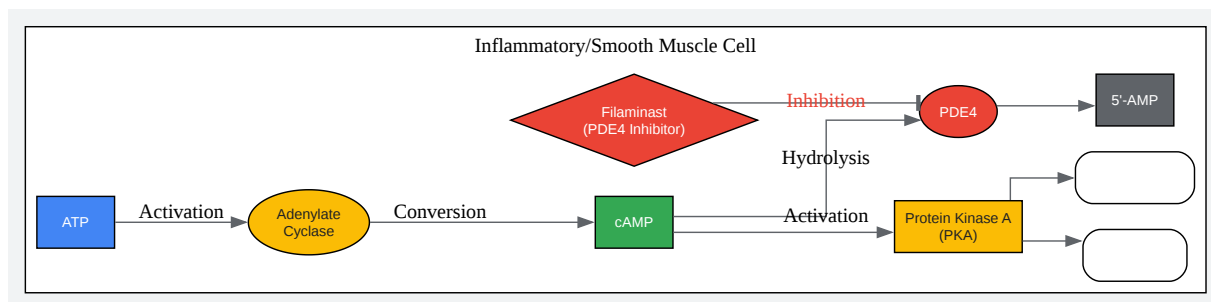 Inflammatory/Smooth Muscle Cell
Filaminast
(PDE4 Inhibitor)
Inhibition
PDE4
5'-AMP
Hydrolysis
ATP
Activation
Adenylate
Cyclase
Conversion
cAMP
Activation
Protein Kinase A
(PKA)